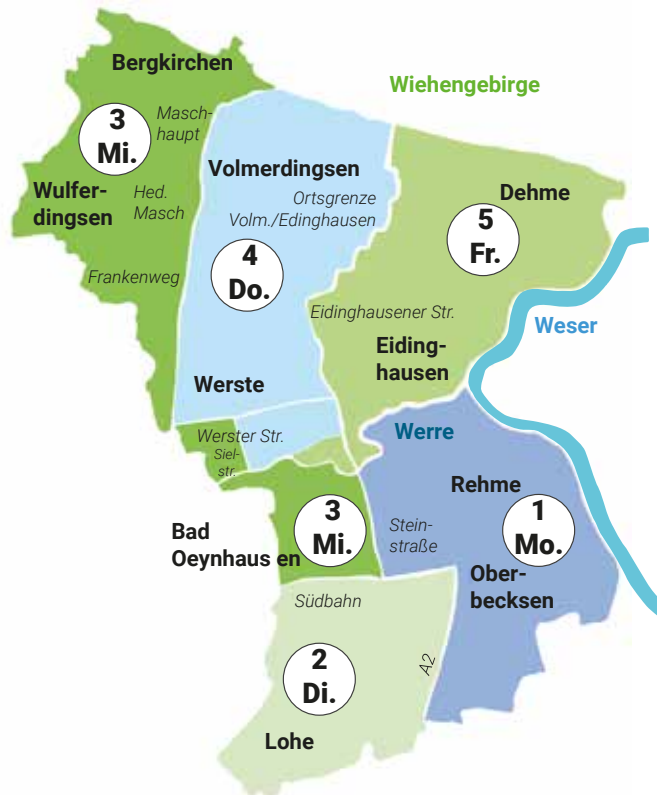 Bergkirchen
Wiehengebirge
3
Mi.
Masch-
haupt
Volmerdingsen
Wulfer-
dingsen
Hed.
Masch
Ortsgrenze
Volm./Edinghausen
Dehme
5
Fr.
4
Do.
Frankenweg
Eidinghausener Str.
Weser
Eiding-
hausen
Werste
Werster Str.
Siel-
str.
Werre
Rehme
3
Mi.
Stein-
straße
1
Mo.
Bad
Oeynhaus en
Ober-
becksen
Südbahn
2
Di.
A2
Lohe